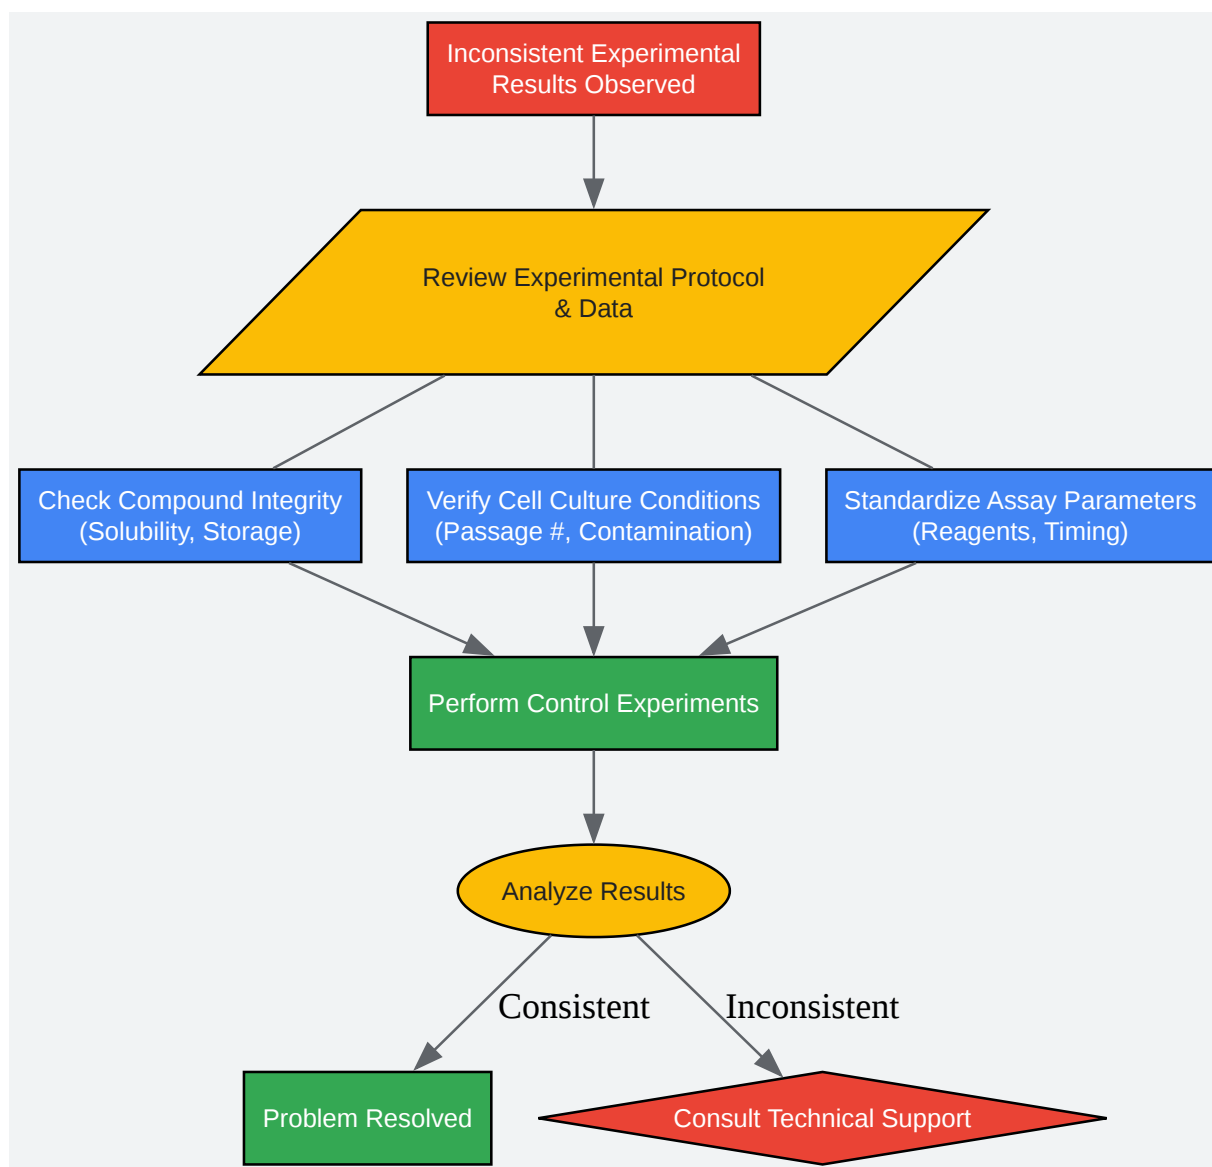 Inconsistent Experimental
Results Observed
Review Experimental Protocol
& Data
Check Compound Integrity
(Solubility, Storage)
Verify Cell Culture Conditions
(Passage #, Contamination)
Standardize Assay Parameters
(Reagents, Timing)
Perform Control Experiments
Analyze Results
Consistent
Inconsistent
Problem Resolved
Consult Technical Support